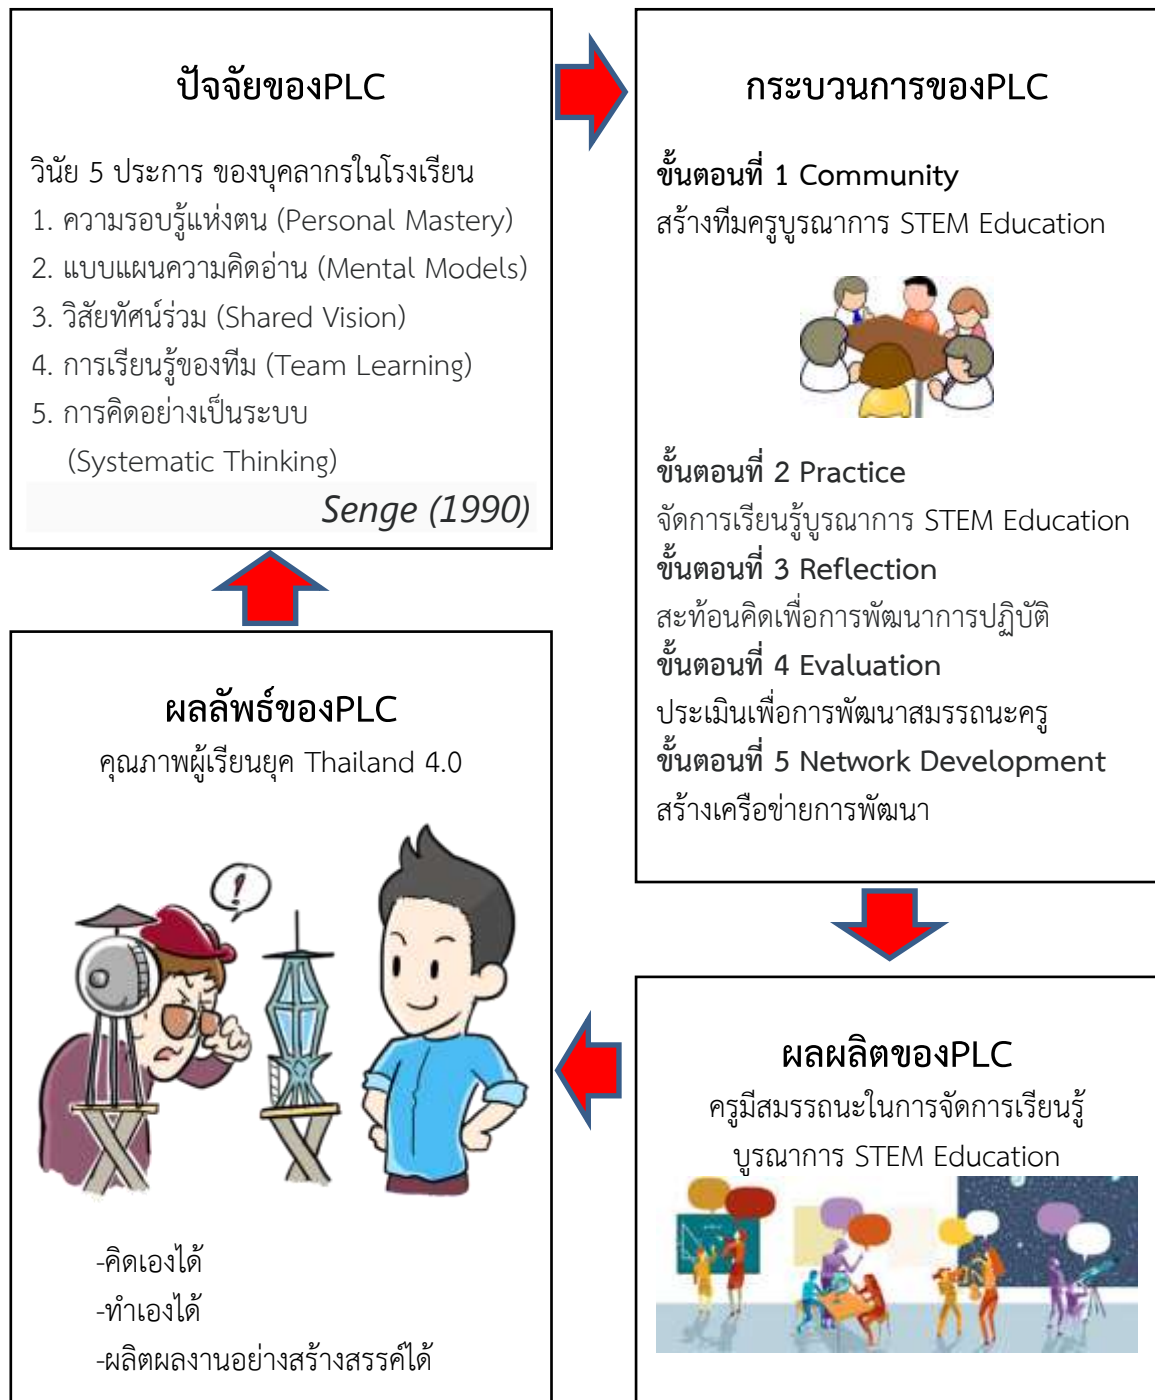 ปัจจัยของPLC
วินัย 5 ประการ ของบุคลากรในโรงเรียน
1. ความรอบรู้แห่งตน (Personal Mastery)
2. แบบแผนความคิดอ่าน (Mental Models)
3. วิสัยทัศน์ร่วม (Shared Vision)
4. การเรียนรู้ของทีม (Team Learning)
5. การคิดอย่างเป็นระบบ
(Systematic Thinking)
Senge (1990)
กระบวนการของPLC
ขั้นตอนที่ 1 Community
สร้างทีมครูบูรณาการ STEM Education
ขั้นตอนที่ 2 Practice
จัดการเรียนรู้บูรณาการ STEM Education
ขั้นตอนที่ 3 Reflection
สะท้อนคิดเพื่อการพัฒนาการปฏิบัติ
ขั้นตอนที่ 4 Evaluation
ประเมินเพื่อการพัฒนาสมรรถนะครู
ขั้นตอนที่ 5 Network Development
สร้างเครือข่ายการพัฒนา
ผลผลิตของPLC
ครูมีสมรรถนะในการจัดการเรียนรู้
บูรณาการ STEM Education
ผลลัพธ์ของPLC
คุณภาพผู้เรียนยุค Thailand 4.0
!
-คิดเองได้
-ทำเองได้
-ผลิตผลงานอย่างสร้างสรรค์ได้